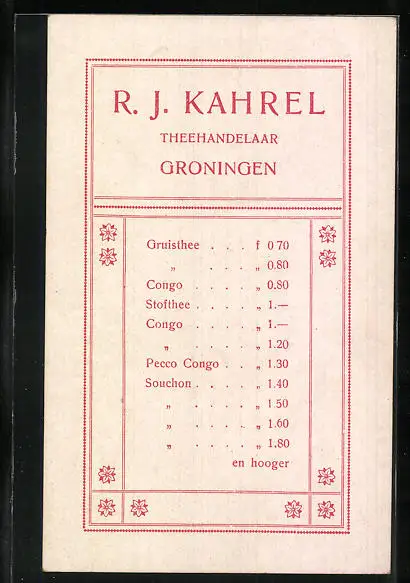 R. J. KAHREL
THEEHANDELAAR
GRONINGEN
Gruisthee . . . f 0 70
„ . . . „ 0.80
Congo . . . . „ 0.80
Stofthee . . . . „ 1.—
Congo . . . . „ 1.—
„ . . . . „ 1.20
Pecco Congo . . „ 1.30
Souchon . . . . „ 1.40
„ . . . . „ 1.50
„ . . . . „ 1.60
„ . . . . „ 1.80
en hooger